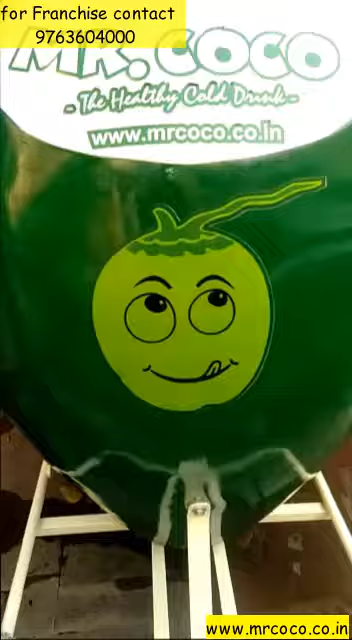 for Franchise contact
9763604000
MR. COCO
- The Healthy Cold Drink -
www.mrcoco.co.in
www.mrcoco.co.in